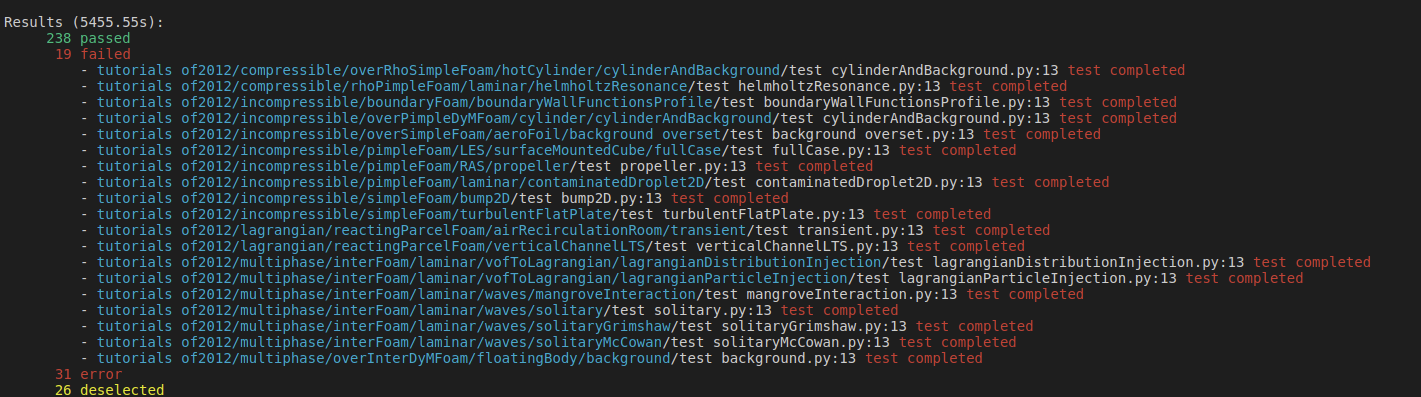 Results (5455.55s):
238 passed
19 failed
- tutorials of2012/compressible/overRhoSimpleFoam/hotCylinder/cylinderAndBackground/test cylinderAndBackground.py:13 test completed
- tutorials of2012/compressible/rhoPimpleFoam/laminar/helmholtzResonance/test helmholtzResonance.py:13 test completed
- tutorials of2012/incompressible/boundaryFoam/boundaryWallFunctionsProfile/test boundaryWallFunctionsProfile.py:13 test completed
- tutorials of2012/incompressible/overPimpleDyMFoam/cylinder/cylinderAndBackground/test cylinderAndBackground.py:13 test completed
- tutorials of2012/incompressible/overSimpleFoam/aeroFoil/background overset/test background overset.py:13 test completed
- tutorials of2012/incompressible/pimpleFoam/LES/surfaceMountedCube/fullCase/test fullCase.py:13 test completed
- tutorials of2012/incompressible/pimpleFoam/RAS/propeller/test propeller.py:13 test completed
- tutorials of2012/incompressible/pimpleFoam/laminar/contaminatedDroplet2D/test contaminatedDroplet2D.py:13 test completed
- tutorials of2012/incompressible/simpleFoam/bump2D/test bump2D.py:13 test completed
- tutorials of2012/incompressible/simpleFoam/turbulentFlatPlate/test turbulentFlatPlate.py:13 test completed
- tutorials of2012/lagrangian/reactingParcelFoam/airRecirculationRoom/transient/test transient.py:13 test completed
- tutorials of2012/lagrangian/reactingParcelFoam/verticalChannelLTS/test verticalChannelLTS.py:13 test completed
- tutorials of2012/multiphase/interFoam/laminar/vofToLagrangian/lagrangianDistributionInjection/test lagrangianDistributionInjection.py:13 test completed
- tutorials of2012/multiphase/interFoam/laminar/vofToLagrangian/lagrangianParticleInjection/test lagrangianParticleInjection.py:13 test completed
- tutorials of2012/multiphase/interFoam/laminar/waves/mangroveInteraction/test mangroveInteraction.py:13 test completed
- tutorials of2012/multiphase/interFoam/laminar/waves/solitary/test solitary.py:13 test completed
- tutorials of2012/multiphase/interFoam/laminar/waves/solitaryGrimshaw/test solitaryGrimshaw.py:13 test completed
- tutorials of2012/multiphase/interFoam/laminar/waves/solitaryMcCowan/test solitaryMcCowan.py:13 test completed
- tutorials of2012/multiphase/overInterDyMFoam/floatingBody/background/test background.py:13 test completed
31 error
26 deselected